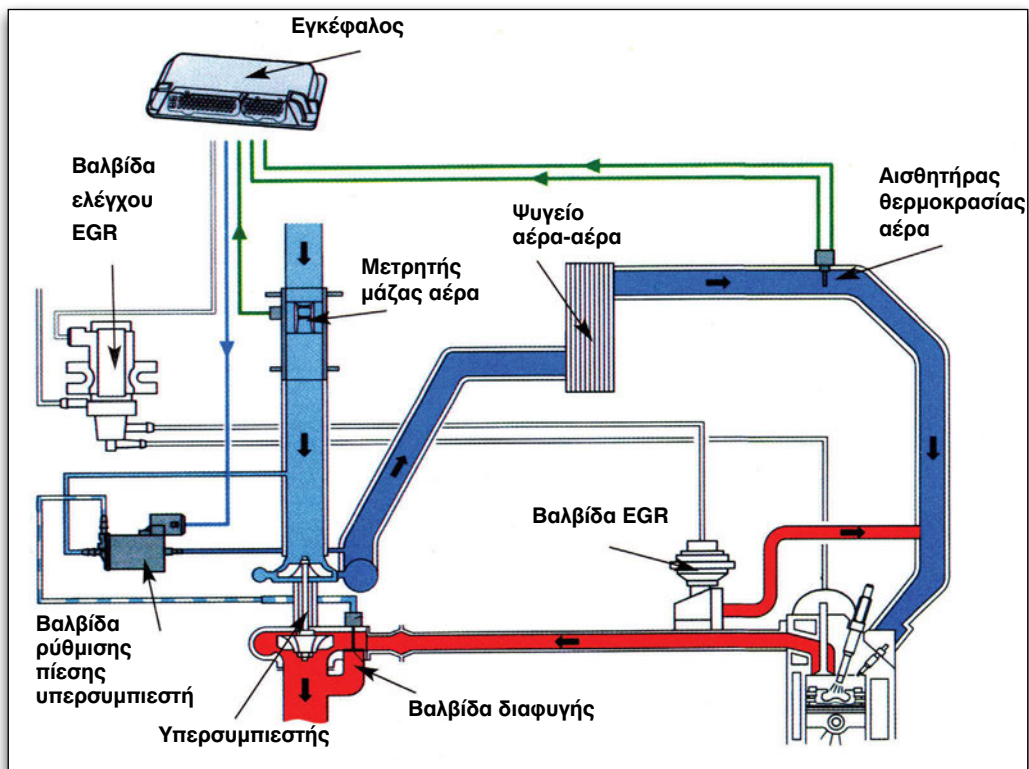 Εγκέφαλος
Βαλβίδα
ελέγχου
EGR
Μετρητής
μάζας αέρα
Ψυγείο
αέρα-αέρα
Αισθητήρας
θερμοκρασίας
αέρα
Βαλβίδα EGR
Βαλβίδα
ρύθμισης
πίεσης
υπερσυμπιεστή
Υπερσυμπιεστής
Βαλβίδα διαφυγής